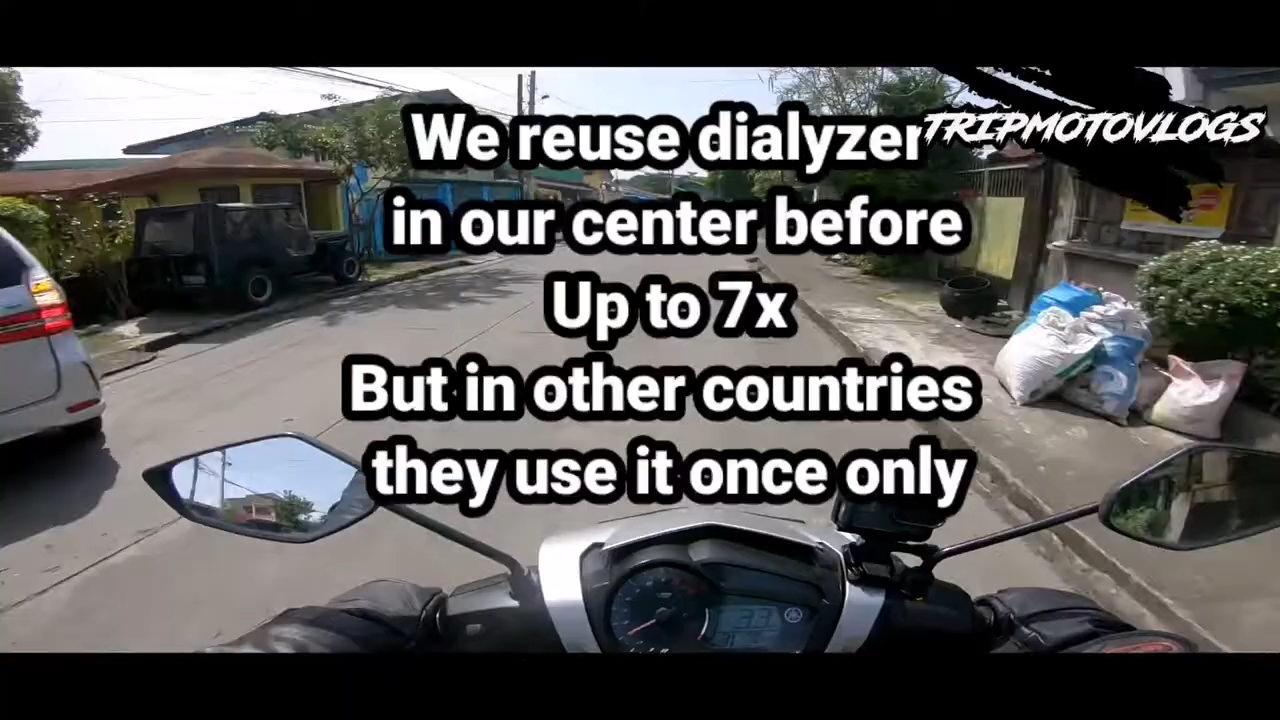 We reuse dialyzer
TRIPMOTOVLOGS
in our center before
Up to 7x
But in other countries
they use it once only